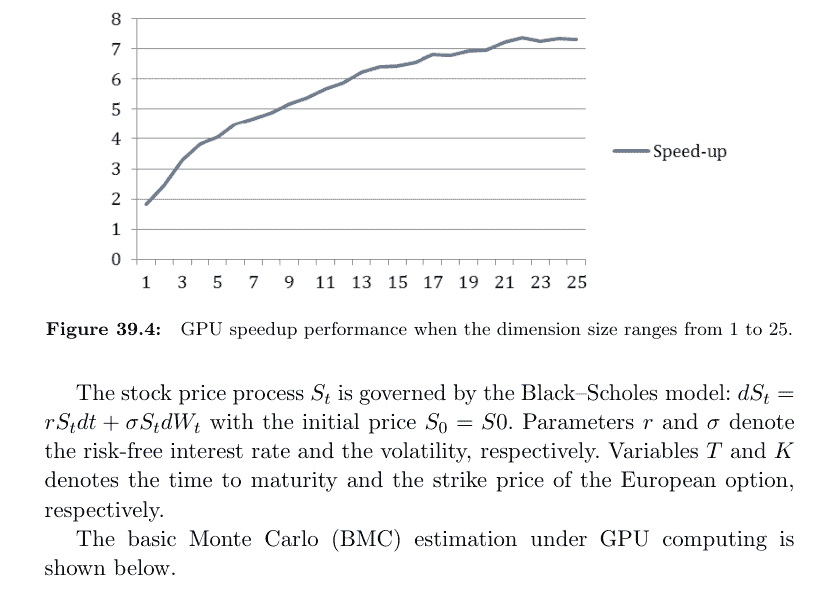 8
7
6
5
4
3
2
1
0
1 3 5 7 9 11 13 15 17 19 21 23 25
Speed-up
Figure 39.4: GPU speedup performance when the dimension size ranges from 1 to 25.
The stock price process Sₜ is governed by the Black–Scholes model: dSₜ =
rSₜdt + σSₜdWₜ with the initial price S₀ = S0. Parameters r and σ denote
the risk-free interest rate and the volatility, respectively. Variables T and K
denotes the time to maturity and the strike price of the European option,
respectively.
The basic Monte Carlo (BMC) estimation under GPU computing is
shown below.